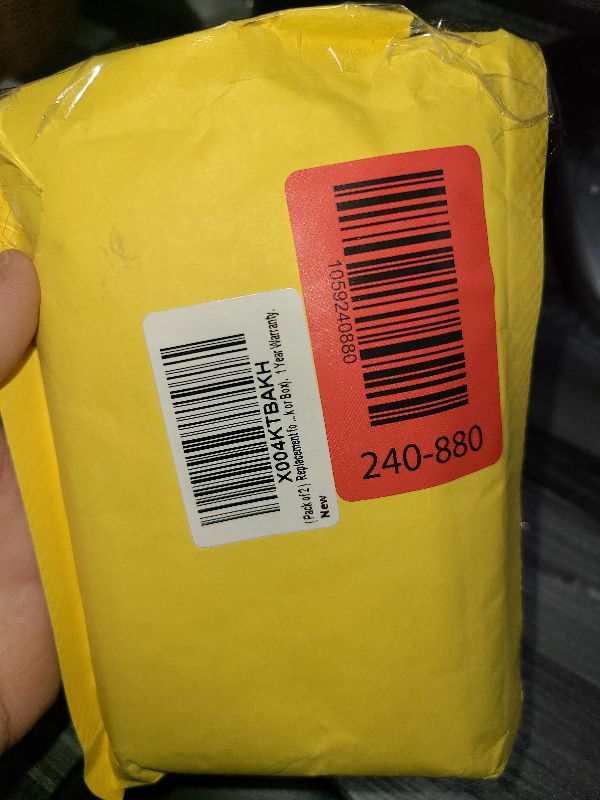 1059240880
240-880
X004KTBAKH
(Pack of 2) Replacement fo ...k or Box). 1 Year Warranty.
New